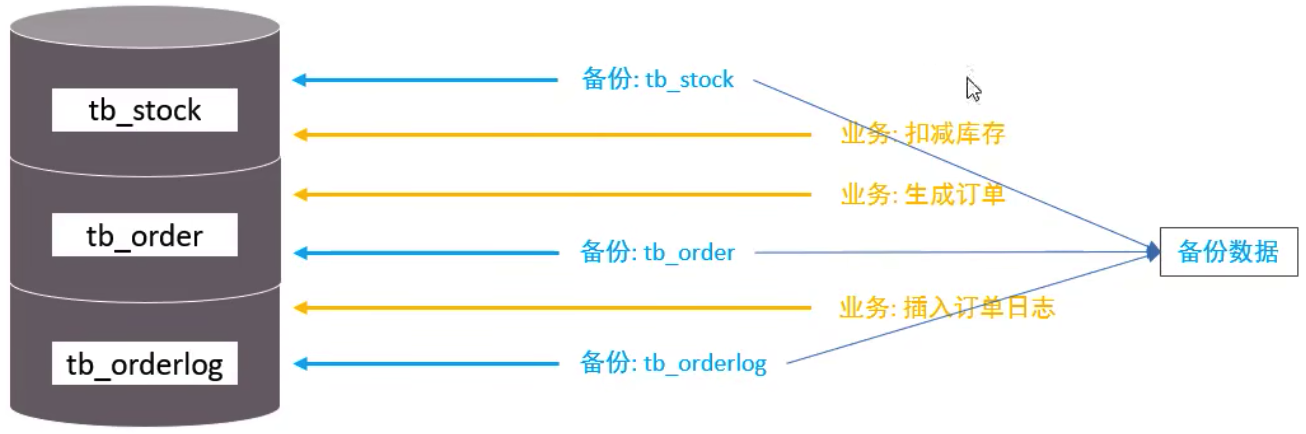 tb_stock
tb_order
tb_orderlog
备份: tb_stock
业务: 扣减库存
业务: 生成订单
备份: tb_order
业务: 插入订单日志
备份: tb_orderlog
备份数据